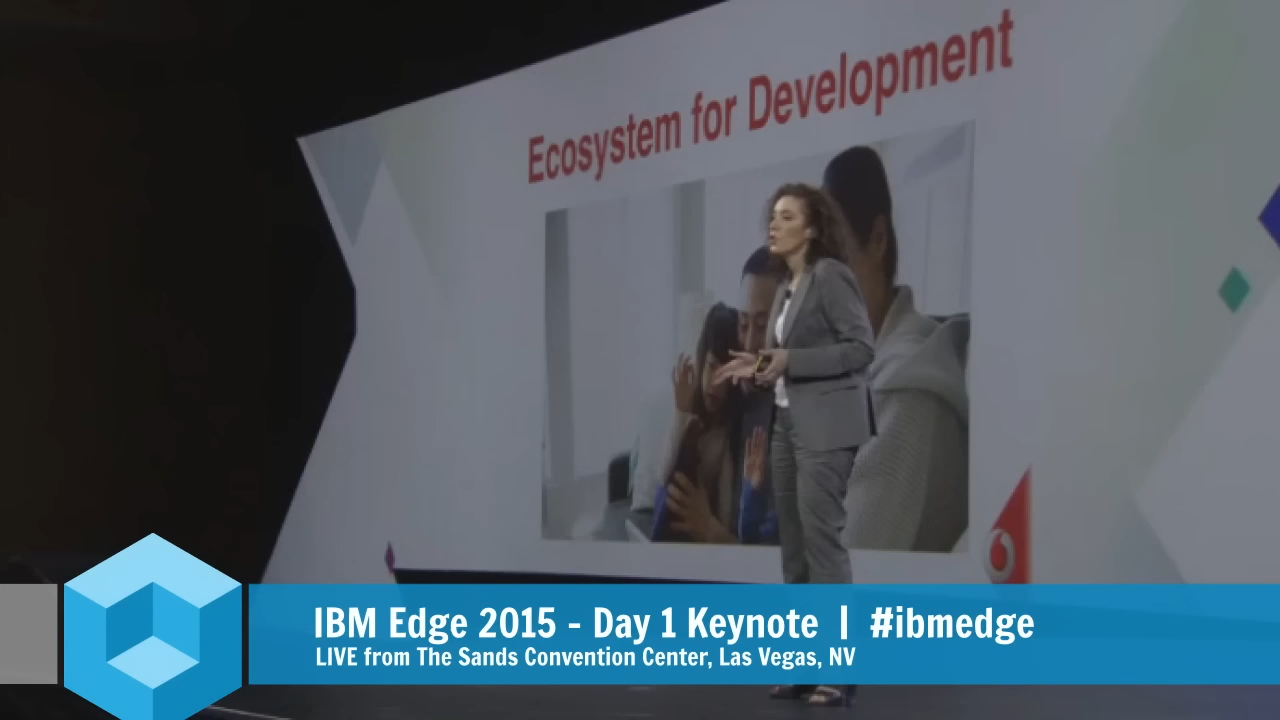 Ecosystem for Development
IBM Edge 2015 - Day 1 Keynote | #ibmedge
LIVE from The Sands Convention Center, Las Vegas, NV